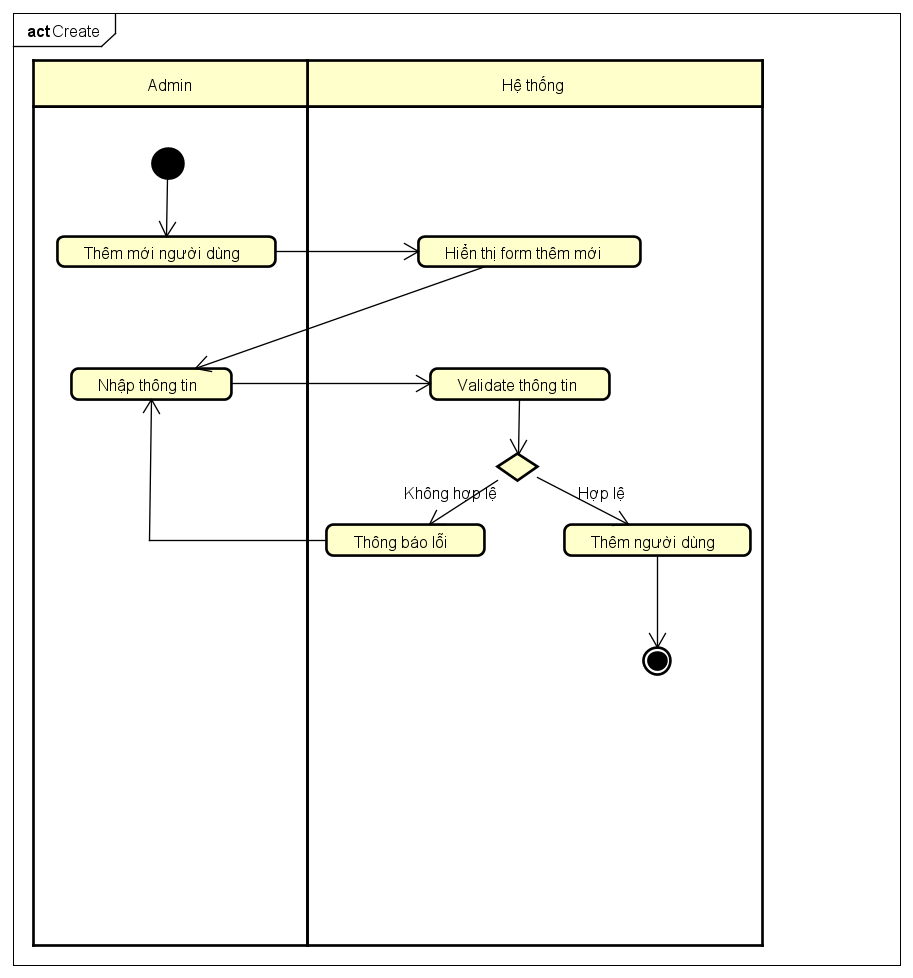 act Create
Admin
Hệ thống
Thêm mới người dùng
Hiển thị form thêm mới
Nhập thông tin
Validate thông tin
Không hợp lệ
Hợp lệ
Thông báo lỗi
Thêm người dùng